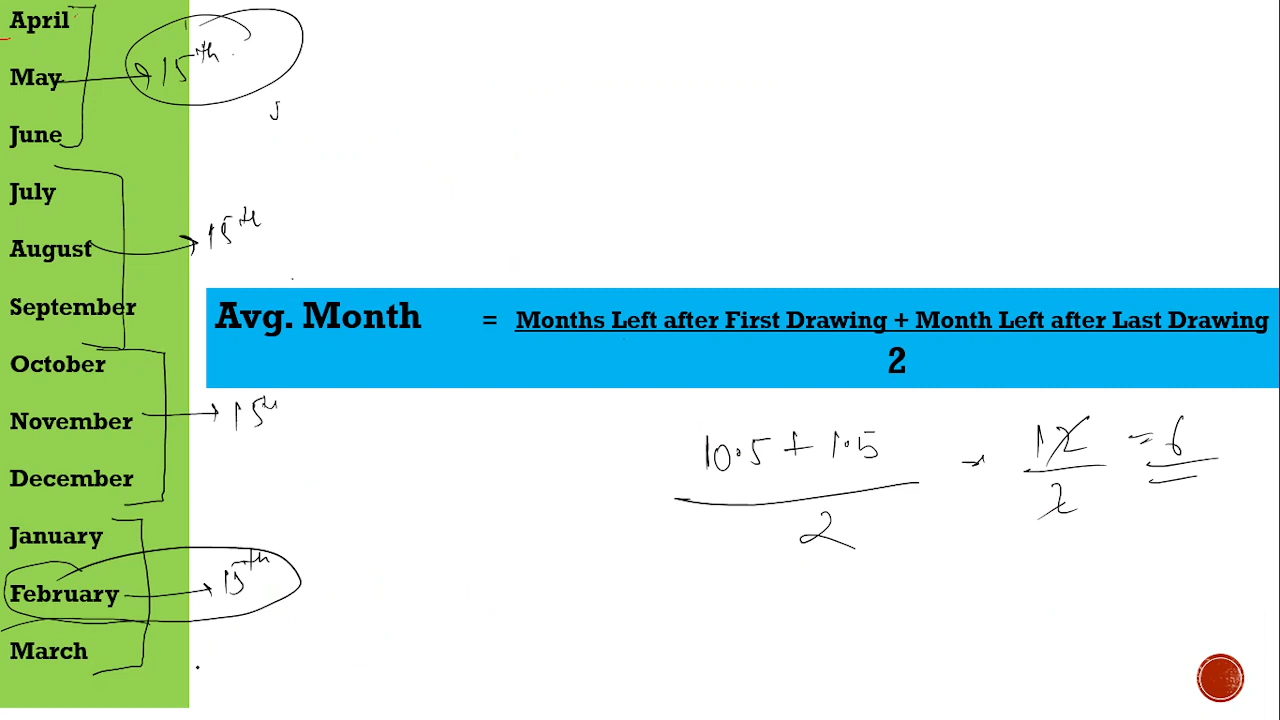 April
15th
May
June
July
15th
August
September
Avg. Month = Months Left after First Drawing + Month Left after Last Drawing
2
October
15th
November
10.5 + 1.5
12 = 6
2
2
December
January
15th
February
March